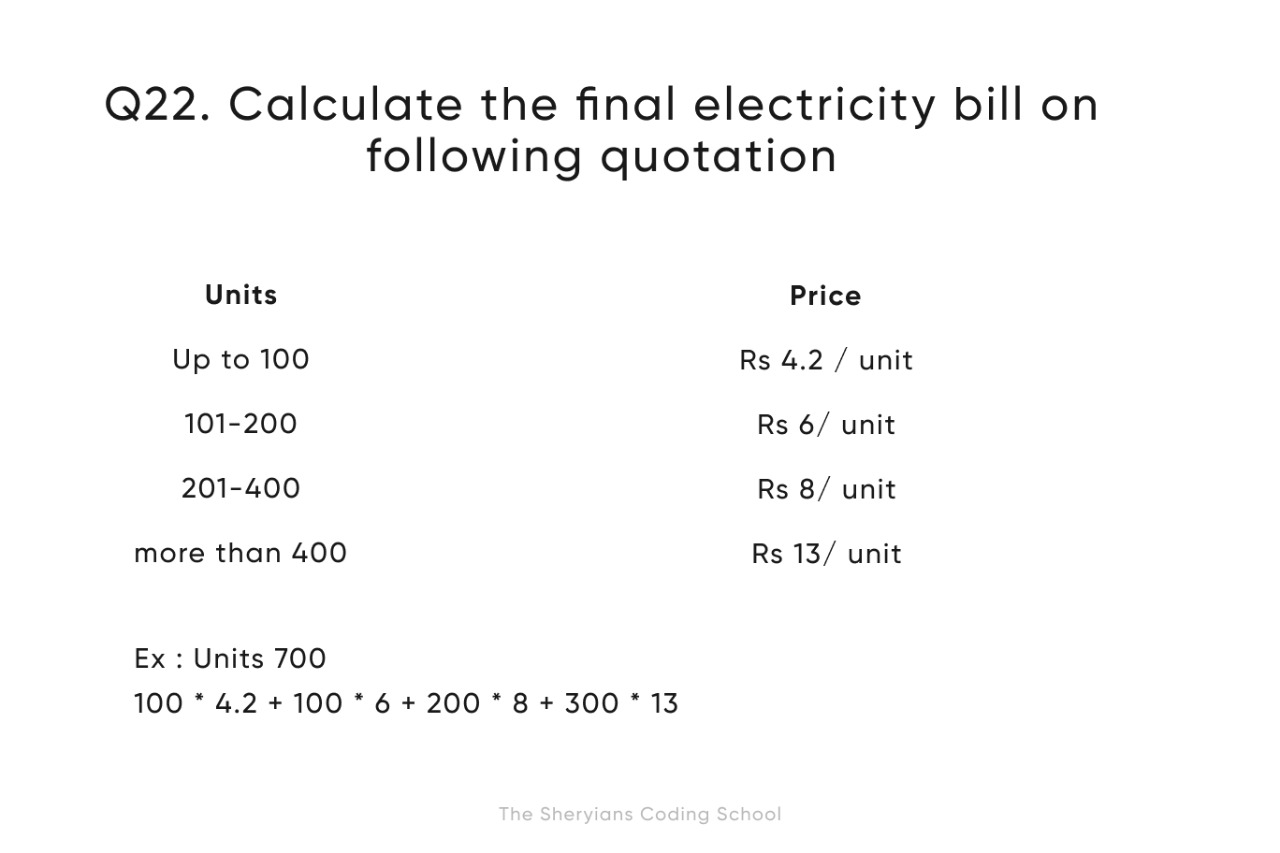 Q22. Calculate the final electricity bill on
following quotation
Units Price
Up to 100 Rs 4.2 / unit
101-200 Rs 6/ unit
201-400 Rs 8/ unit
more than 400 Rs 13/ unit
Ex : Units 700
100 * 4.2 + 100 * 6 + 200 * 8 + 300 * 13
The Sheryians Coding School